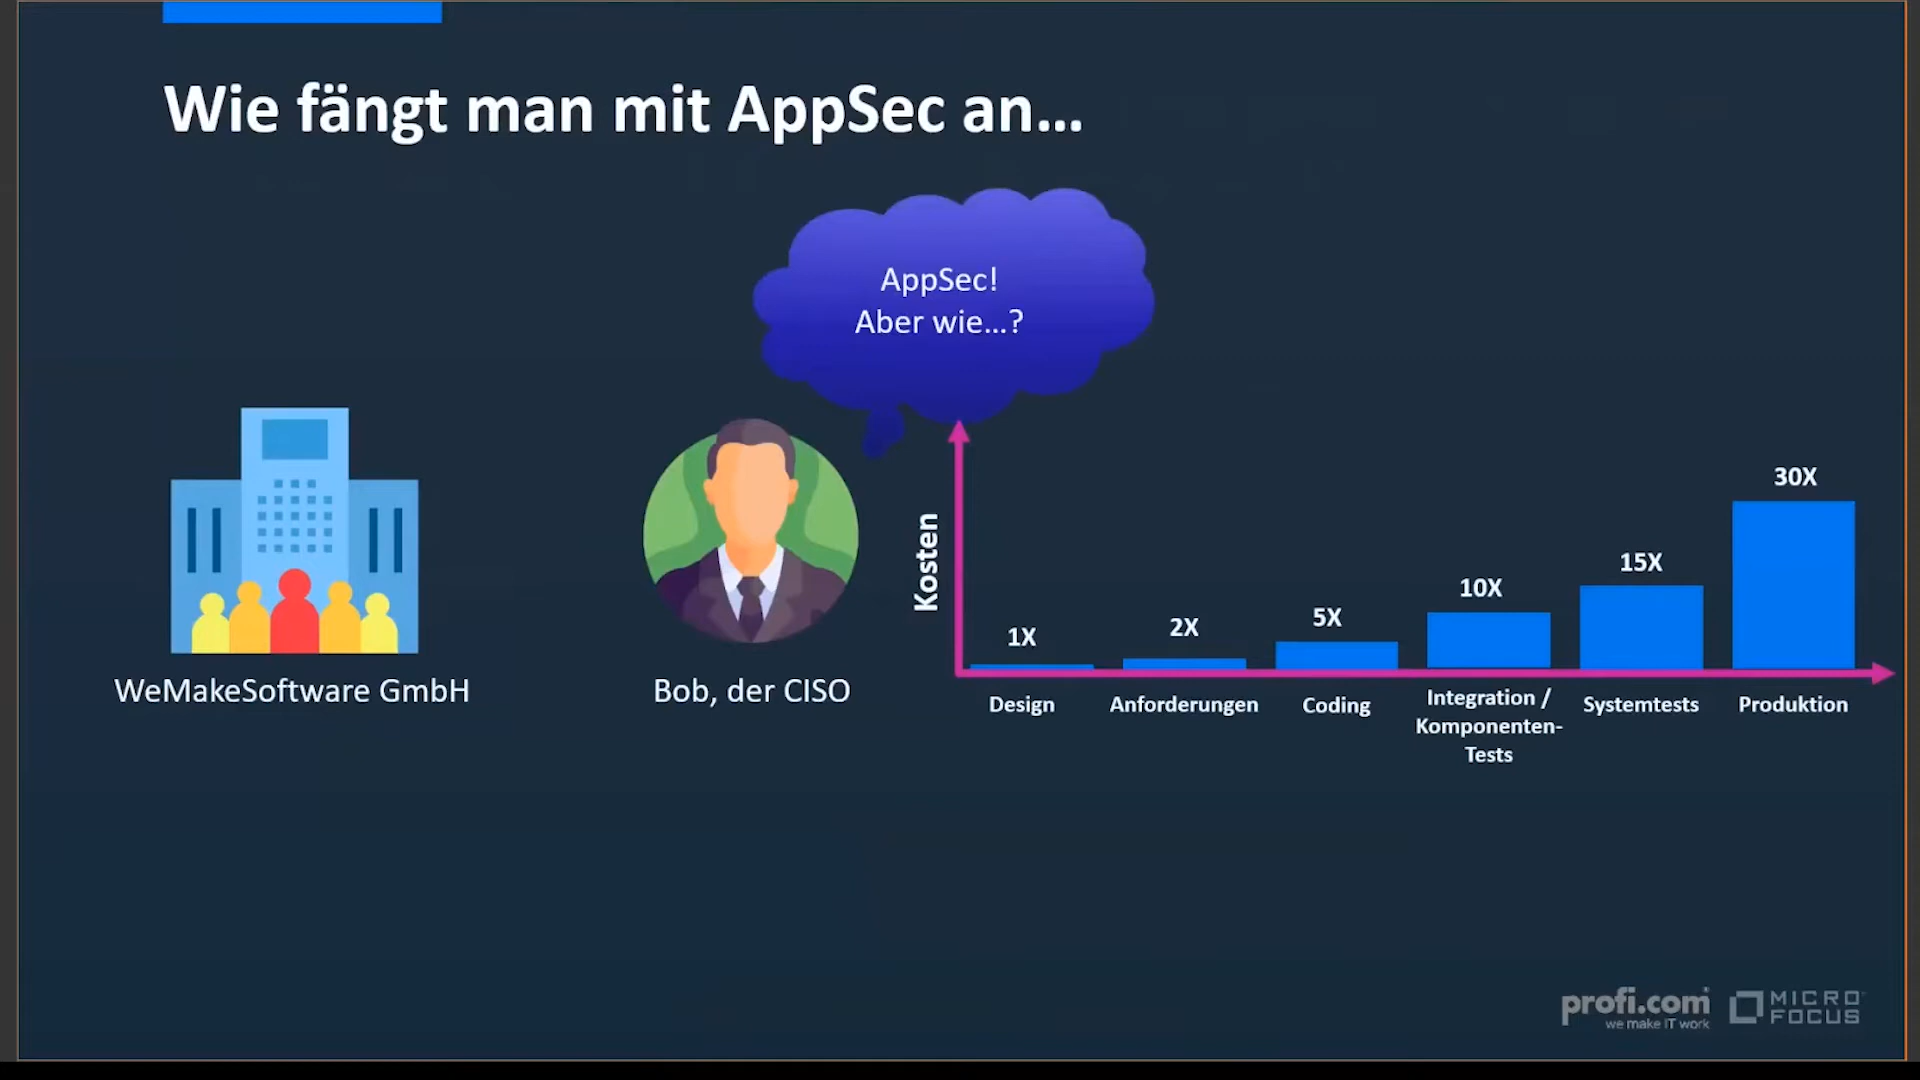 Wie fängt man mit AppSec an...
AppSec!
Aber wie...?
WeMakeSoftware GmbH
Bob, der CISO
Kosten
1X
2X
5X
10X
15X
30X
Design
Anforderungen
Coding
Integration /
Komponenten-
Tests
Systemtests
Produktion
profi.com
we make IT work
MICRO
FOCUS